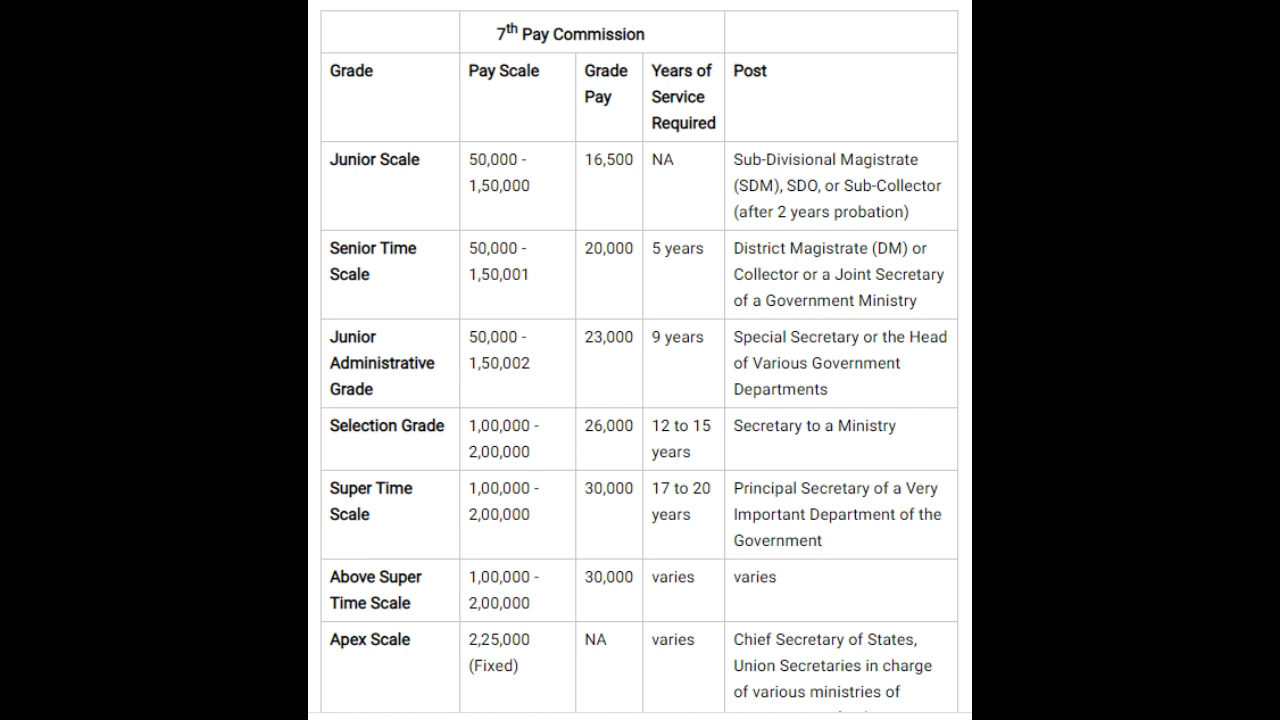 7th Pay Commission
Grade Pay Scale Grade Pay Years of Service Required Post
Junior Scale 50,000 - 1,50,000 16,500 NA Sub-Divisional Magistrate (SDM), SDO, or Sub-Collector (after 2 years probation)
Senior Time Scale 50,000 - 1,50,001 20,000 5 years District Magistrate (DM) or Collector or a Joint Secretary of a Government Ministry
Junior Administrative Grade 50,000 - 1,50,002 23,000 9 years Special Secretary or the Head of Various Government Departments
Selection Grade 1,00,000 - 2,00,000 26,000 12 to 15 years Secretary to a Ministry
Super Time Scale 1,00,000 - 2,00,000 30,000 17 to 20 years Principal Secretary of a Very Important Department of the Government
Above Super Time Scale 1,00,000 - 2,00,000 30,000 varies varies
Apex Scale 2,25,000 (Fixed) NA varies Chief Secretary of States, Union Secretaries in charge of various ministries of